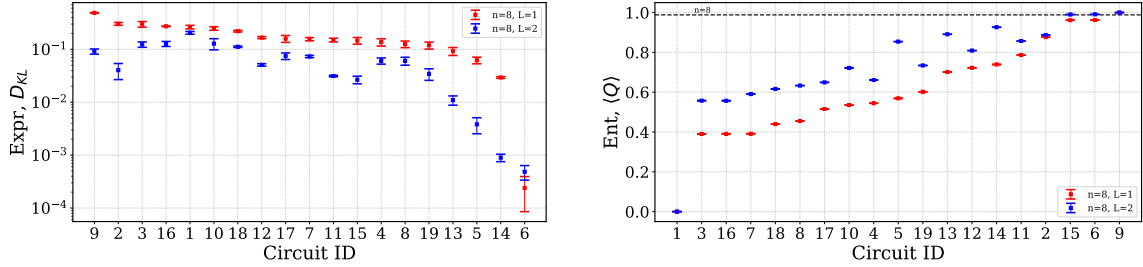 Expr, D_KL
10⁻¹
10⁻²
10⁻³
10⁻⁴
n=8, L=1
n=8, L=2
9 2 3 16 1 10 18 12 17 7 11 15 4 8 19 13 5 14 6
Circuit ID
Ent, ⟨Q⟩
1.0
0.8
0.6
0.4
0.2
0.0
n=8
n=8, L=1
n=8, L=2
1 3 16 7 18 8 17 10 4 5 19 13 12 14 11 2 15 6 9
Circuit ID